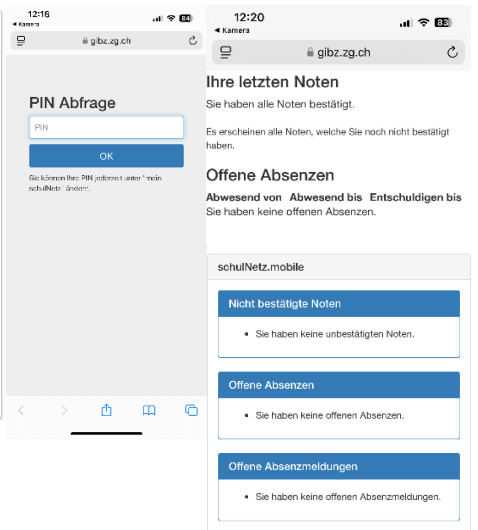 12:16
84
◀ Kamera
gibz.zg.ch
PIN Abfrage
PIN
OK
Sie können Ihre PIN jederzeit unter "mein
schulNetz" ändern.
12:20
83
◀ Kamera
gibz.zg.ch
Ihre letzten Noten
Sie haben alle Noten bestätigt.
Es erscheinen alle Noten, welche Sie noch nicht bestätigt
haben.
Offene Absenzen
Abwesend von Abwesend bis Entschuldigen bis
Sie haben keine offenen Absenzen.
schulNetz.mobile
Nicht bestätigte Noten
• Sie haben keine unbestätigten Noten.
Offene Absenzen
• Sie haben keine offenen Absenzen.
Offene Absenzmeldungen
• Sie haben keine offenen Absenzmeldungen.